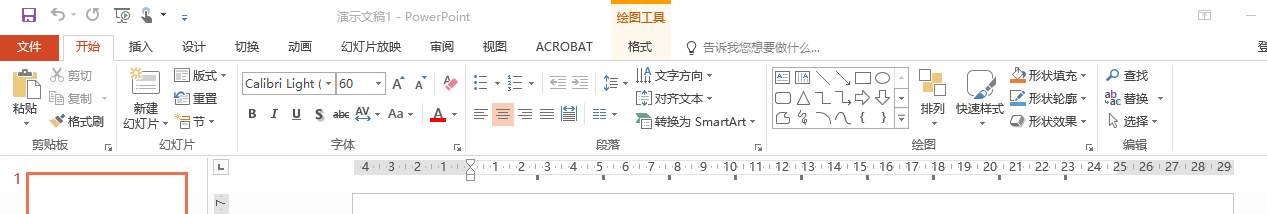 演示文稿1 - PowerPoint
绘图工具
文件 开始 插入 设计 切换 动画 幻灯片放映 审阅 视图 ACROBAT 格式 告诉我您想要做什么...
粘贴 剪切 复制 格式刷
新建 幻灯片 版式 重置 节
Calibri Light ( 60
B I U S abc AV Aa A
文字方向 对齐文本 转换为 SmartArt
排列 快速样式 形状填充 形状轮廓 形状效果
查找 替换 选择
剪贴板 幻灯片 字体 段落 绘图 编辑
1
4 3 2 1 1 2 3 4 5 6 7 8 9 10 11 12 13 14 15 16 17 18 19 20 21 22 23 24 25 26 27 28 29
7